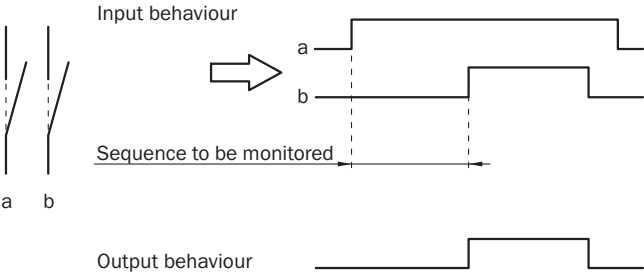 Input behaviour
a
b
Sequence to be monitored
a b
Output behaviour